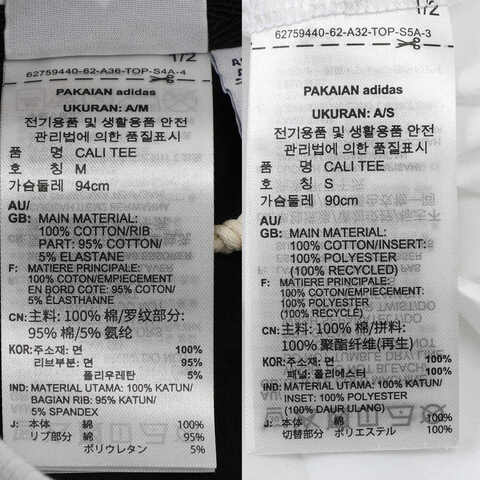 1/2
62759440-62-A36-TOP-S4A-4
PAKAIAN adidas
UKURAN: A/M
전기용품 및 생활용품 안전
관리법에 의한 품질표시
품 명 CALI TEE
호 칭 M
가슴둘레 94cm
AU/
GB: MAIN MATERIAL:
100% COTTON/RIB
PART: 95% COTTON/
5% ELASTANE
F: MATIERE PRINCIPALE:
100% COTON/EMPIECEMENT
EN BORD COTE: 95% COTON/
5% ÉLASTHANNE
CN: 主料: 100% 棉/罗纹部分:
95% 棉/5% 氨纶
KOR: 주소재: 면 100%
리브부분: 면 95%
폴리우레탄 5%
IND: MATERIAL UTAMA: 100% KATUN/
BAGIAN RIB: 95% KATUN/
5% SPANDEX
J: 本体 綿 100%
リブ部分 綿 95%
ポリウレタン 5%
1/2
62759440-62-A32-TOP-S5A-3
PAKAIAN adidas
UKURAN: A/S
전기용품 및 생활용품 안전
관리법에 의한 품질표시
품 명 CALI TEE
호 칭 S
가슴둘레 90cm
AU/
GB: MAIN MATERIAL:
100% COTTON/INSERT:
100% POLYESTER
(100% RECYCLED)
F: MATIERE PRINCIPALE:
100% COTON/EMPIECEMENT:
100% POLYESTER
(100% RECYCLÉ)
CN: 主料: 100% 棉/拼料:
100% 聚酯纤维(再生)
KOR: 주소재: 면 100%
패널: 폴리에스터 100%
IND: MATERIAL UTAMA: 100% KATUN/
INSET: 100% POLYESTER
(100% DAUR ULANG)
J: 本体 綿 100%
切替部分 ポリエステル 100%